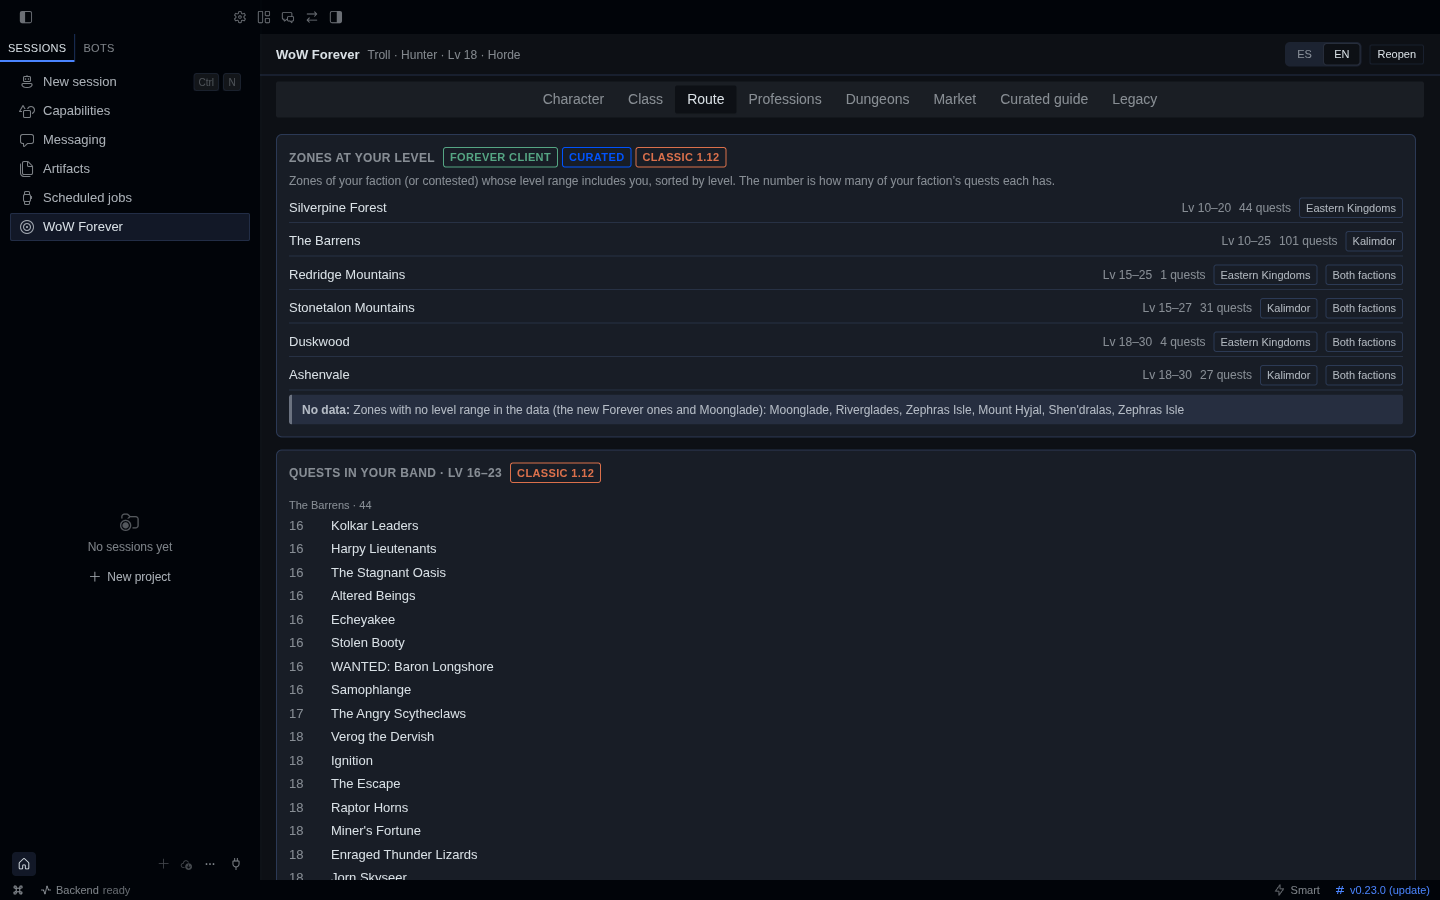 SESSIONS BOTS
New session Ctrl N
Capabilities
Messaging
Artifacts
Scheduled jobs
WoW Forever
No sessions yet
New project
Backend ready
WoW Forever Troll · Hunter · Lv 18 · Horde
ES EN Reopen
Character Class Route Professions Dungeons Market Curated guide Legacy
ZONES AT YOUR LEVEL FOREVER CLIENT CURATED CLASSIC 1.12
Zones of your faction (or contested) whose level range includes you, sorted by level. The number is how many of your faction’s quests each has.
Silverpine Forest Lv 10–20 44 quests Eastern Kingdoms
The Barrens Lv 10–25 101 quests Kalimdor
Redridge Mountains Lv 15–25 1 quests Eastern Kingdoms Both factions
Stonetalon Mountains Lv 15–27 31 quests Kalimdor Both factions
Duskwood Lv 18–30 4 quests Eastern Kingdoms Both factions
Ashenvale Lv 18–30 27 quests Kalimdor Both factions
No data: Zones with no level range in the data (the new Forever ones and Moonglade): Moonglade, Riverglades, Zephras Isle, Mount Hyjal, Shen'dralas, Zephras Isle
QUESTS IN YOUR BAND · LV 16–23 CLASSIC 1.12
The Barrens · 44
16 Kolkar Leaders
16 Harpy Lieutenants
16 The Stagnant Oasis
16 Altered Beings
16 Echeyakee
16 Stolen Booty
16 WANTED: Baron Longshore
16 Samophlange
17 The Angry Scytheclaws
18 Verog the Dervish
18 Ignition
18 The Escape
18 Raptor Horns
18 Miner's Fortune
18 Enraged Thunder Lizards
18 Jorn Skyseer
Smart v0.23.0 (update)